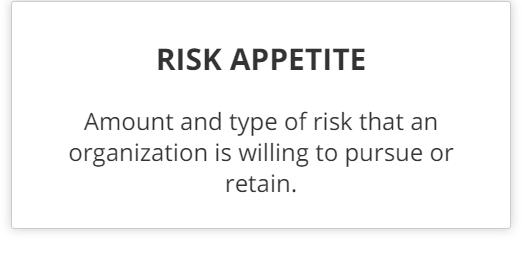 RISK APPETITE
Amount and type of risk that an
organization is willing to pursue or
retain.